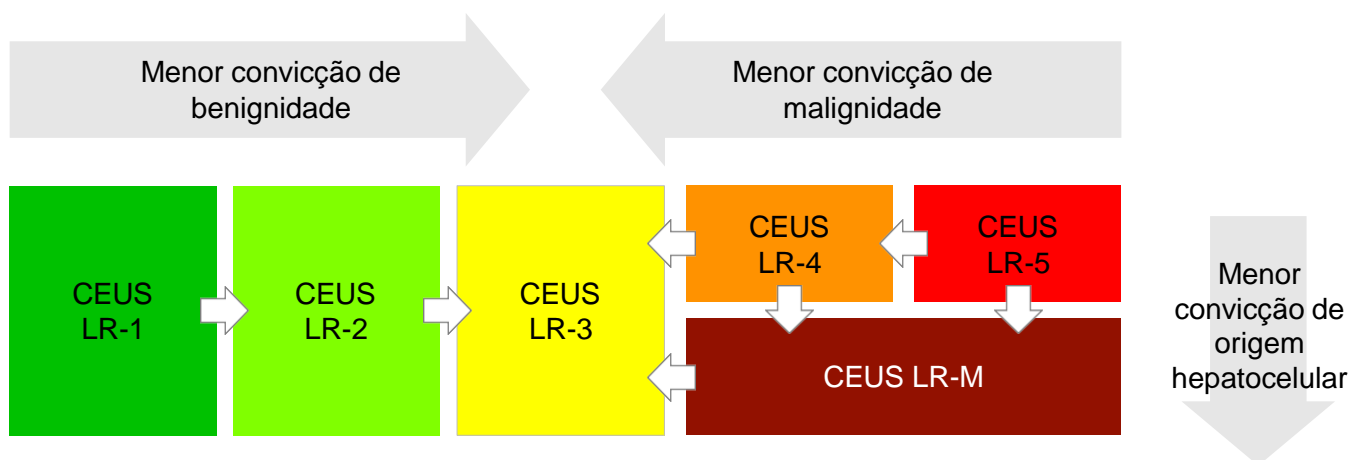 Menor convicção de
benignidade
Menor convicção de
malignidade
CEUS
LR-1
CEUS
LR-2
CEUS
LR-3
CEUS
LR-4
CEUS
LR-5
CEUS LR-M
Menor
convicção de
origem
hepatocelular